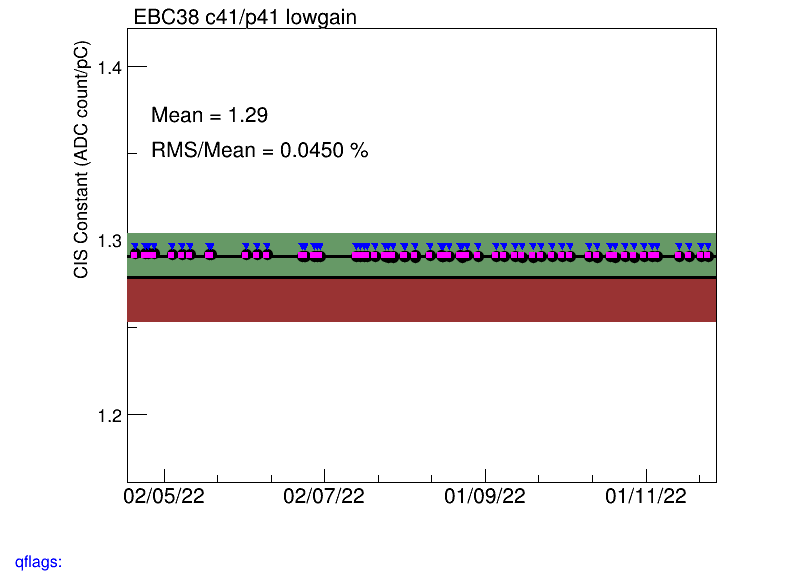 EBC38 c41/p41 lowgain
CIS Constant (ADC count/pC)
1.4
Mean = 1.29
RMS/Mean = 0.0450 %
1.3
1.2
02/05/22 02/07/22 01/09/22 01/11/22
qflags: